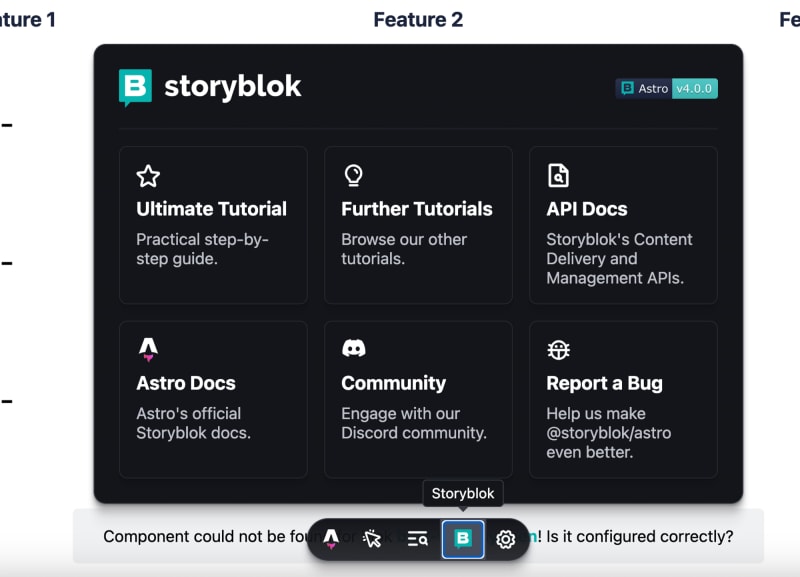 ture 1
Feature 2
Fe
storyblok
Astro v4.0.0
Ultimate Tutorial
Practical step-by-
step guide.
Further Tutorials
Browse our other
tutorials.
API Docs
Storyblok's Content
Delivery and
Management APIs.
Astro Docs
Astro's official
Storyblok docs.
Community
Engage with our
Discord community.
Report a Bug
Help us make
@storyblok/astro
even better.
Storyblok
Component could not be fou n! Is it configured correctly?